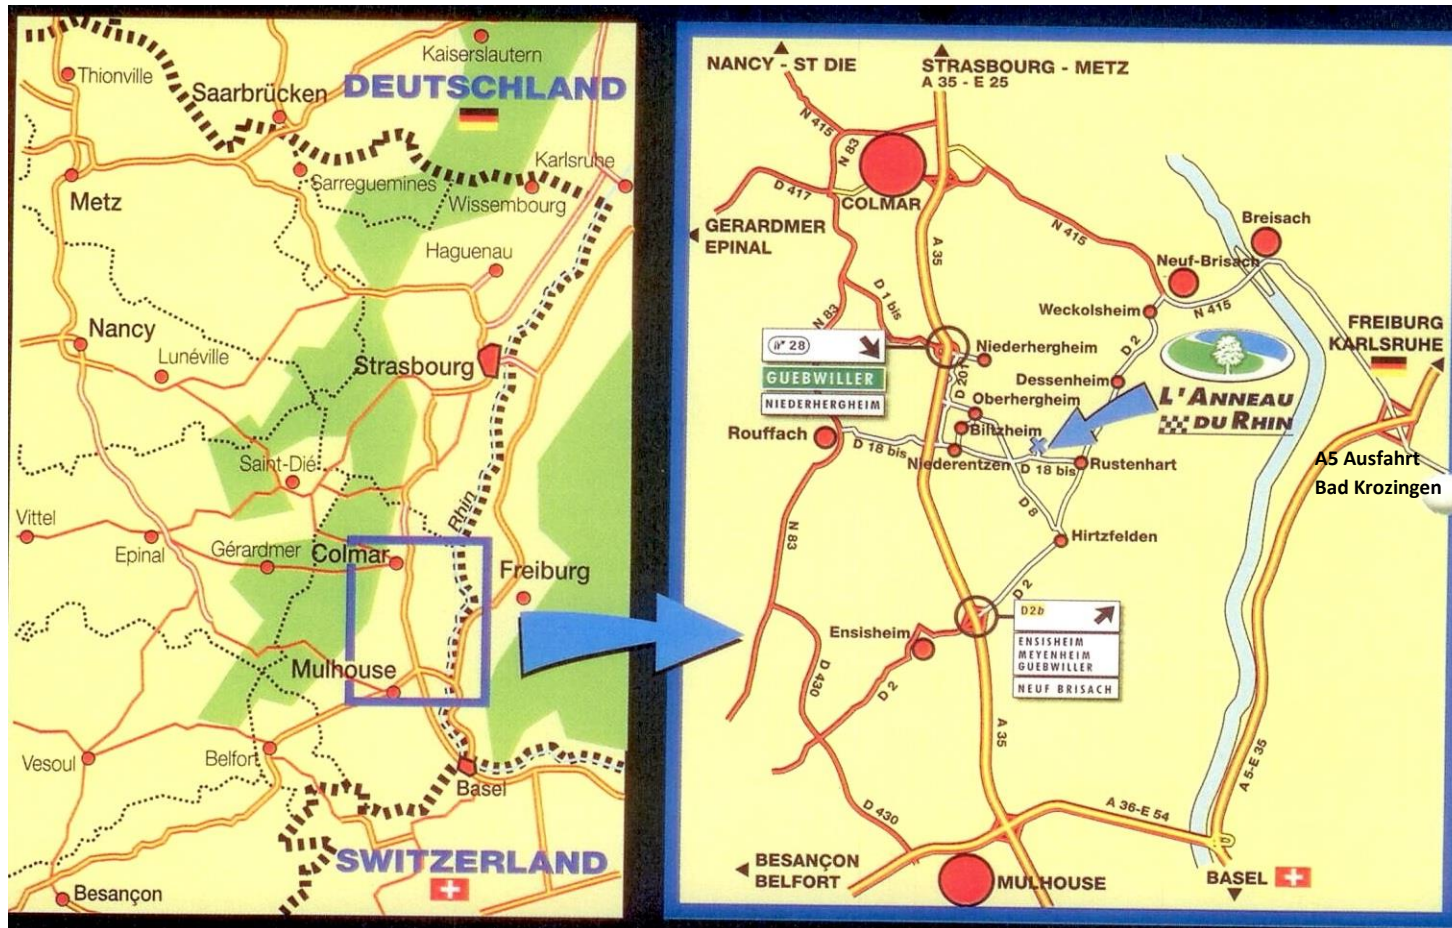 Thionville
Kaiserslautern
DEUTSCHLAND
Saarbrücken
Karlsruhe
Sarreguemines
Wissembourg
Metz
Haguenau
Nancy
Lunéville
Strasbourg
Saint-Dié
Rhin
Vittel
Epinal
Gérardmer
Colmar
Freiburg
Mulhouse
Vesoul
Belfort
Basel
SWITZERLAND
Besançon
NANCY - ST DIE
STRASBOURG - METZ
A 35 - E 25
N 415
N 83
D 417
COLMAR
GERARDMER
EPINAL
A 35
N 415
Breisach
Neuf-Brisach
N 415
Weckolsheim
D 1 bis
N 83
28
GUEBWILLER
NIEDERHERGHEIM
Niederhergheim
D 201
D 2
Dessenheim
Oberhergheim
Biltzheim
L'ANNEAU
DU RHIN
FREIBURG
KARLSRUHE
Rouffach
D 18 bis
Niederentzen
D 18 bis
Rustenhart
A5 Ausfahrt
Bad Krozingen
N 83
D 8
Hirtzfelden
D 2
D2b
ENSISHEIM
MEYENHEIM
GUEBWILLER
NEUF BRISACH
Ensisheim
D 430
D 2
A 35
A 5-E 35
D 430
A 36-E 54
BESANÇON
BELFORT
MULHOUSE
BASEL